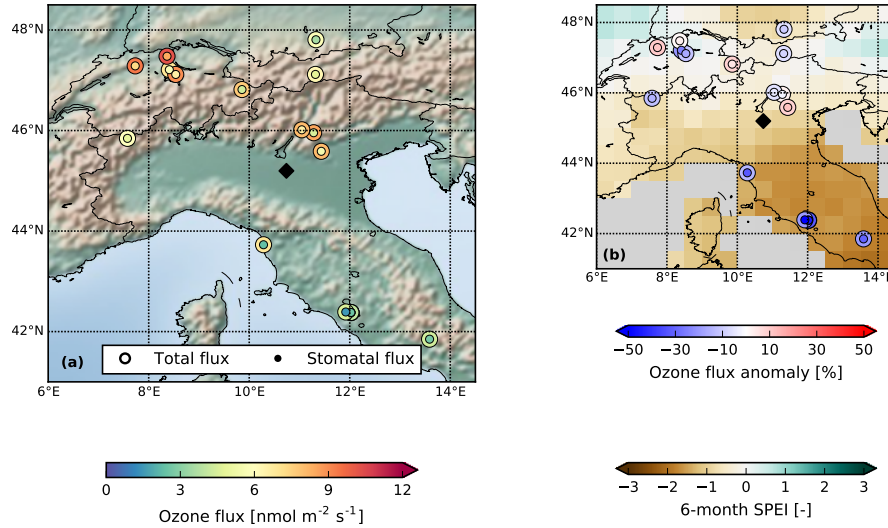 48°N
46°N
44°N
42°N
(a)
Total flux
Stomatal flux
6°E
8°E
10°E
12°E
14°E
0
3
6
9
12
Ozone flux [nmol m⁻² s⁻¹]
48°N
46°N
44°N
42°N
(b)
6°E
8°E
10°E
12°E
14°E
−50
−30
−10
10
30
50
Ozone flux anomaly [%]
−3
−2
−1
0
1
2
3
6-month SPEI [-]